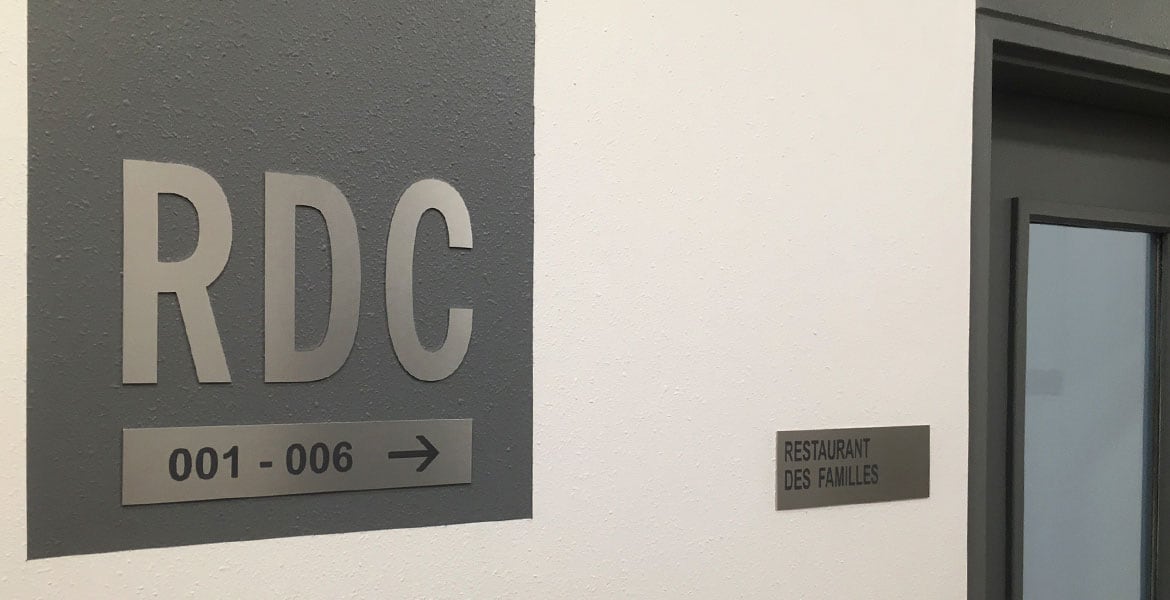 RDC
001 - 006 →
RESTAURANT
DES FAMILLES